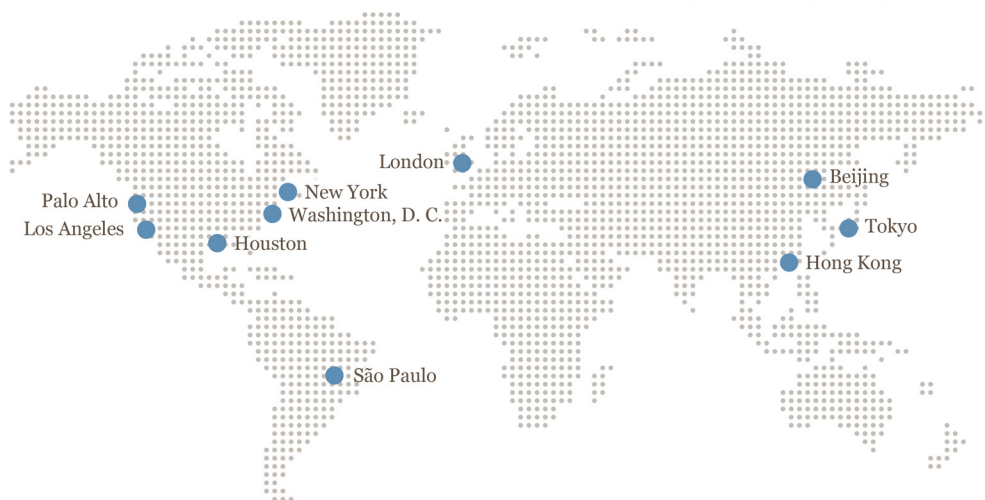 London
Beijing
New York
Palo Alto
Washington, D. C.
Los Angeles
Tokyo
Houston
Hong Kong
São Paulo